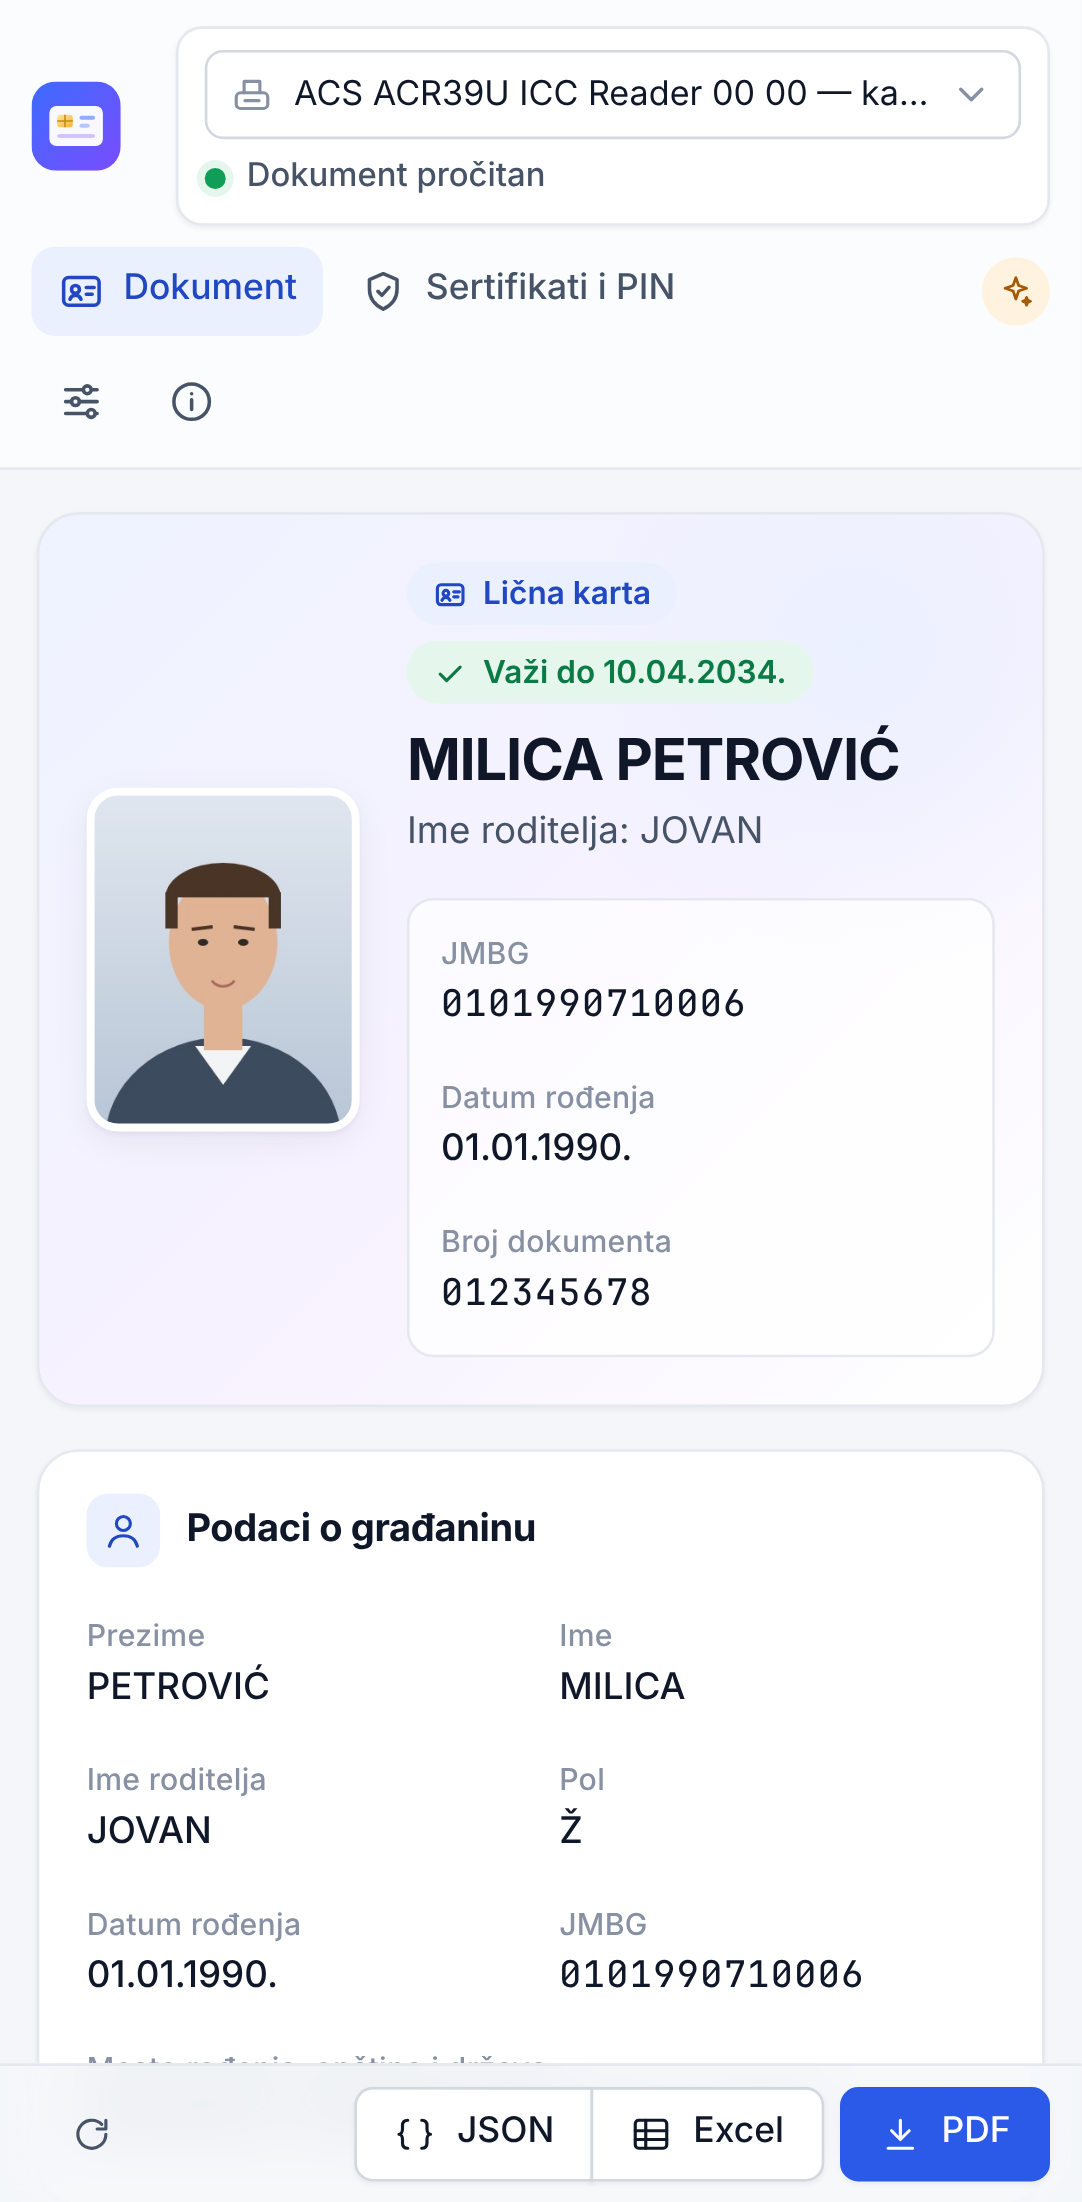 ACS ACR39U ICC Reader 00 00 — ka...
Dokument pročitan
Dokument
Sertifikati i PIN
Lična karta
Važi do 10.04.2034.
MILICA PETROVIĆ
Ime roditelja: JOVAN
JMBG
0101990710006
Datum rođenja
01.01.1990.
Broj dokumenta
012345678
Podaci o građaninu
Prezime
Ime
PETROVIĆ
MILICA
Ime roditelja
Pol
JOVAN
Ž
Datum rođenja
JMBG
01.01.1990.
0101990710006
{ } JSON
Excel
PDF